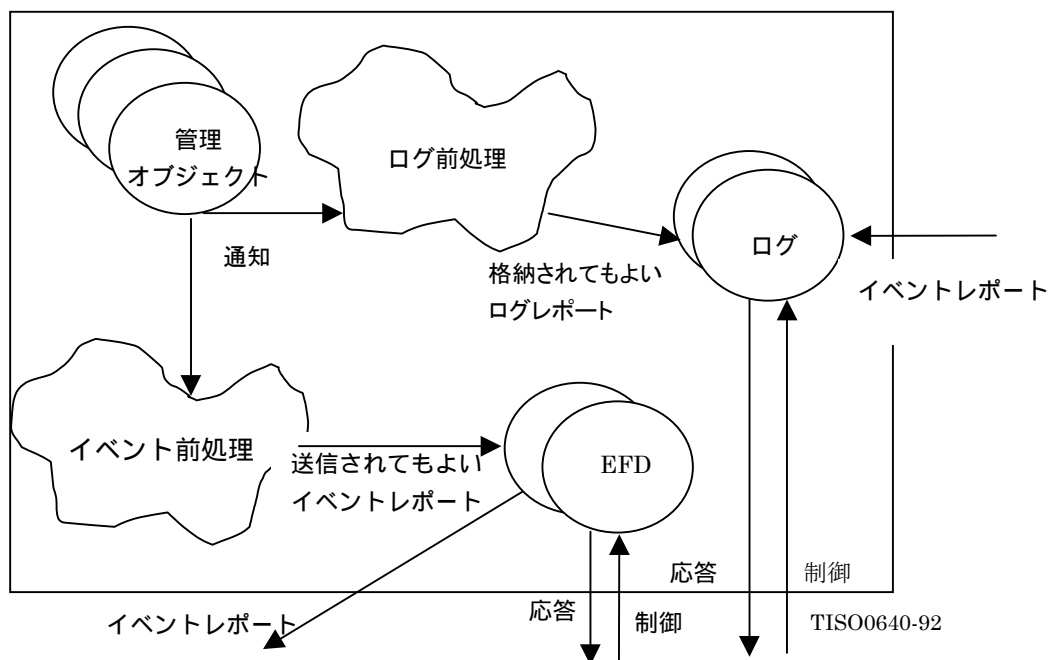 管理
オブジェクト
ログ前処理
ログ
通知
格納されてもよい
ログレポート
イベントレポート
イベント前処理
送信されてもよい
イベントレポート
EFD
応答
制御
イベントレポート
応答
制御
TISO0640-92